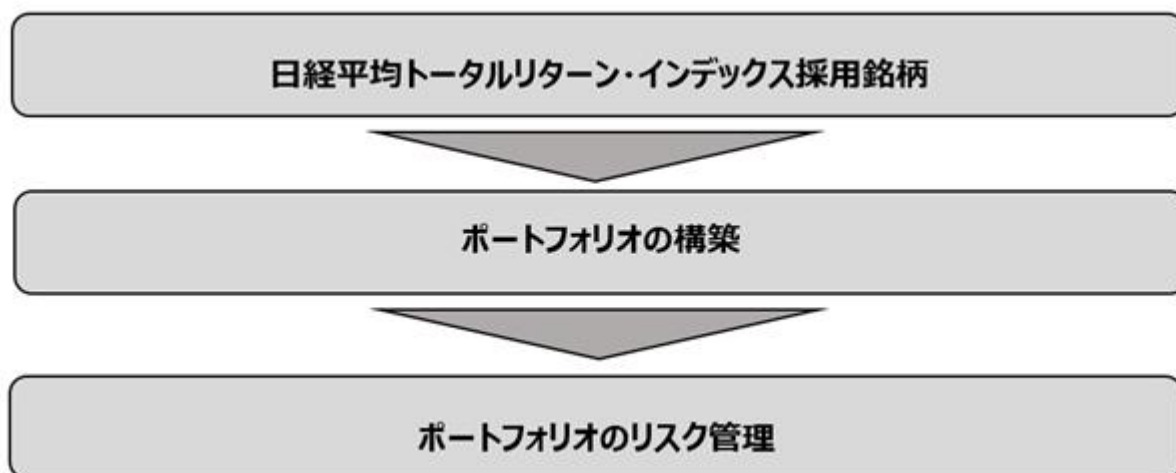 日経平均トータルリターン・インデックス採用銘柄
ポートフォリオの構築
ポートフォリオのリスク管理